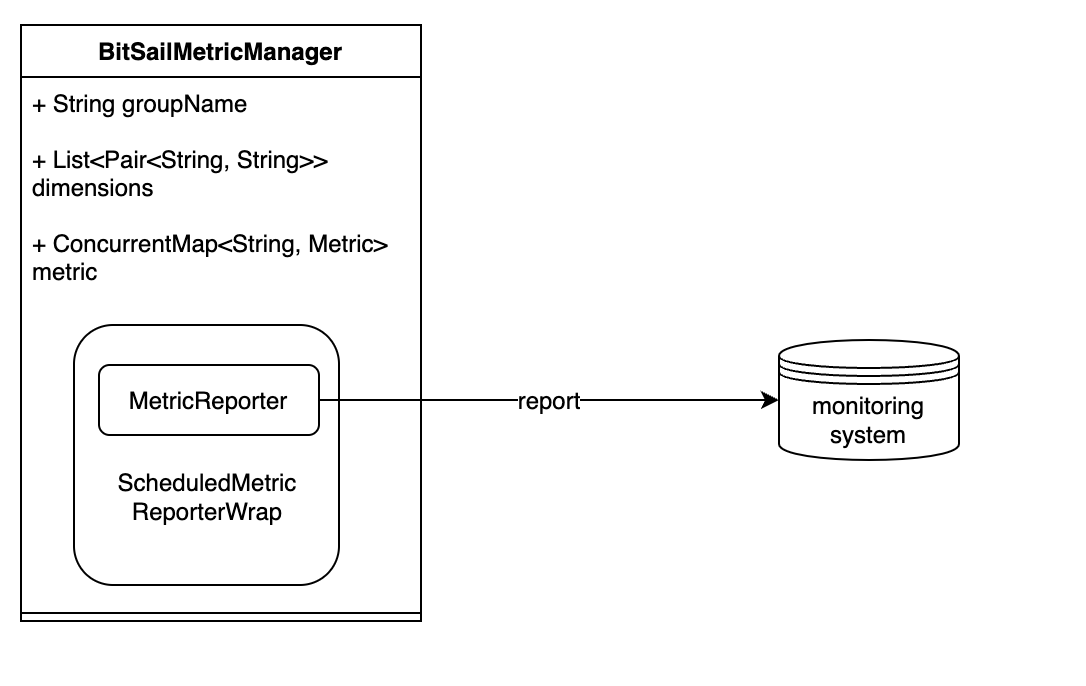 BitSailMetricManager
+ String groupName
+ List<Pair<String, String>>
dimensions
+ ConcurrentMap<String, Metric>
metric
MetricReporter
report
monitoring
system
ScheduledMetric
ReporterWrap